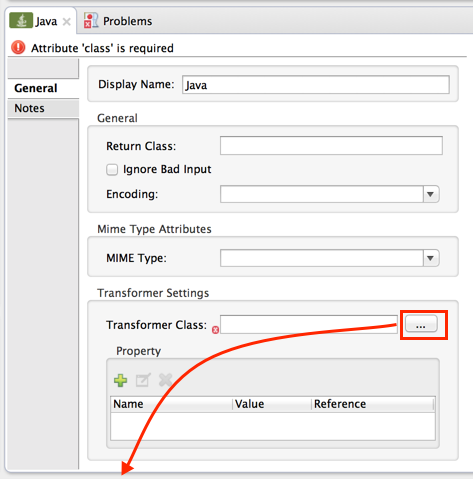 Java Problems
Attribute 'class' is required
General
Notes
Display Name: Java
General
Return Class:
Ignore Bad Input
Encoding:
Mime Type Attributes
MIME Type:
Transformer Settings
Transformer Class: ...
Property
Name Value Reference